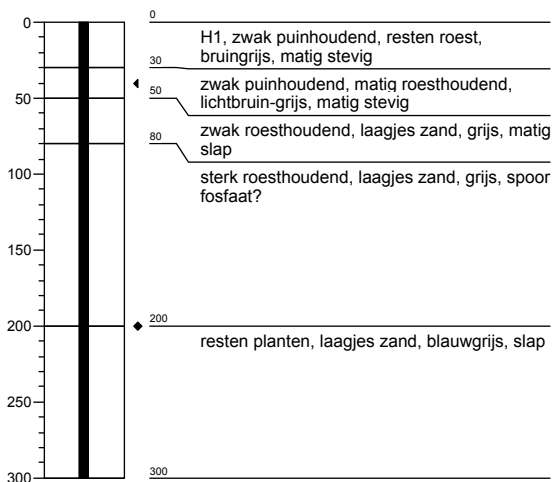 0
0
H1, zwak puinhoudend, resten roest,
bruingrijs, matig stevig
30
zwak puinhoudend, matig roesthoudend,
lichtbruin-grijs, matig stevig
50
50
zwak roesthoudend, laagjes zand, grijs, matig
slap
80
sterk roesthoudend, laagjes zand, grijs, spoor
fosfaat?
100
150
200
200
resten planten, laagjes zand, blauwgrijs, slap
250
300
300